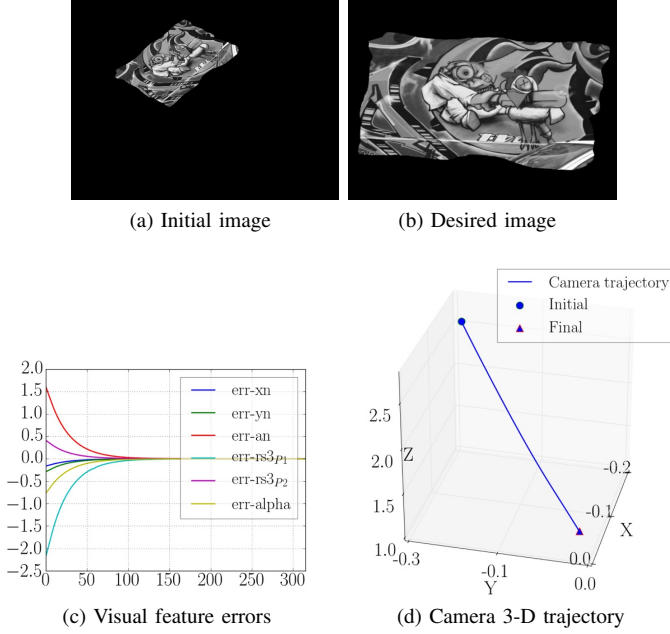 (a) Initial image
(b) Desired image
2.0
1.5
1.0
0.5
0.0
−0.5
−1.0
−1.5
−2.0
−2.5
0 50 100 150 200 250 300
err-xn
err-yn
err-an
err-rs3P1
err-rs3P2
err-alpha
(c) Visual feature errors
Camera trajectory
Initial
Final
2.5
2.0
1.5
1.0
Z
-0.3
-0.1
0.0
Y
-0.2
-0.1
0.0
X
(d) Camera 3-D trajectory